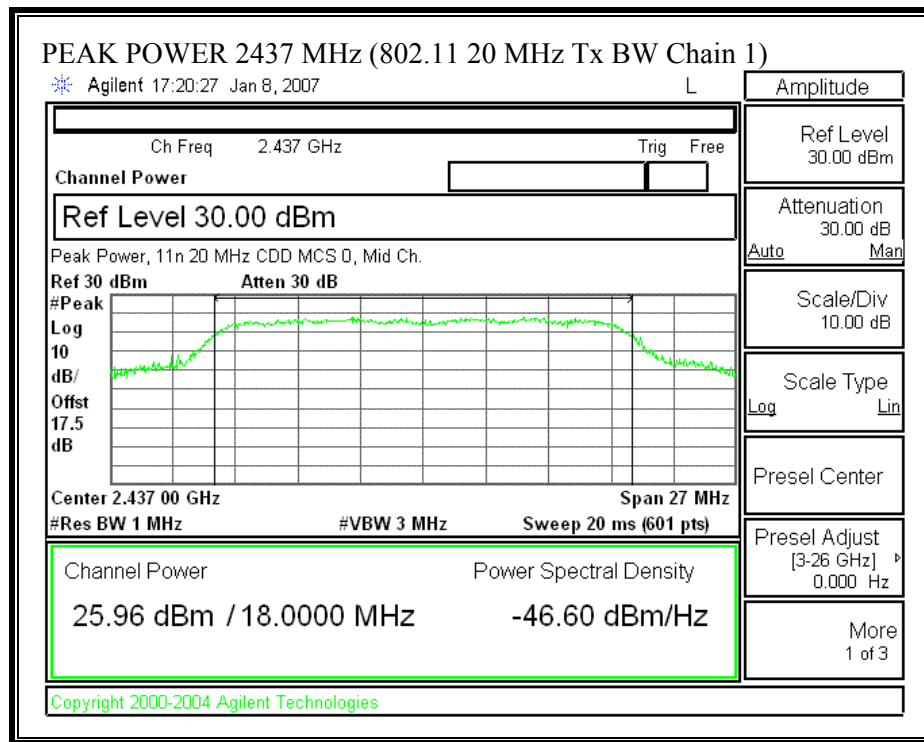 PEAK POWER 2437 MHz (802.11 20 MHz Tx BW Chain 1)
Agilent 17:20:27 Jan 8, 2007 L
Ch Freq 2.437 GHz Trig Free
Channel Power
Ref Level 30.00 dBm
Peak Power, 11n 20 MHz CDD MCS 0, Mid Ch.
Ref 30 dBm Atten 30 dB
#Peak
Log
10
dB/
Offst
17.5
dB
Center 2.437 00 GHz Span 27 MHz
#Res BW 1 MHz #VBW 3 MHz Sweep 20 ms (601 pts)
Channel Power Power Spectral Density
25.96 dBm / 18.0000 MHz -46.60 dBm/Hz
Copyright 2000-2004 Agilent Technologies
Amplitude
Ref Level
30.00 dBm
Attenuation
30.00 dB
Auto Man
Scale/Div
10.00 dB
Scale Type
Log Lin
Presel Center
Presel Adjust
[3-26 GHz]
0.000 Hz
More
1 of 3